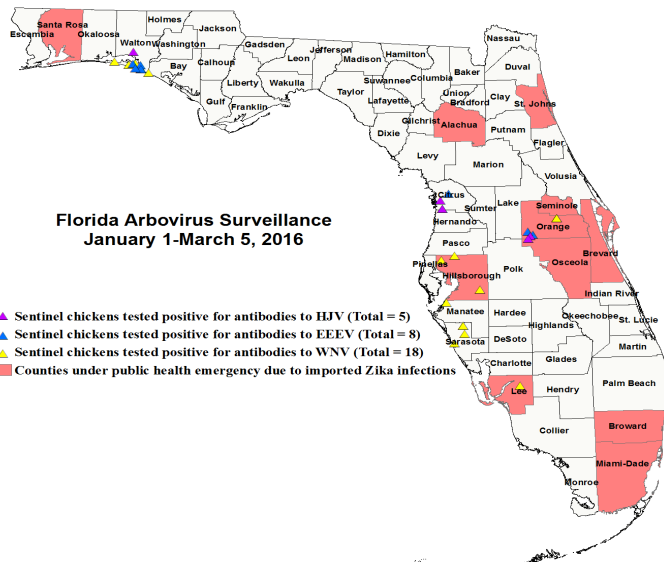 Holmes
Jackson
Santa Rosa
Escambia
Okaloosa
Walton
Washington
Gadsden
Nassau
Jefferson
Hamilton
Leon
Madison
Duval
Bay
Calhoun
Baker
Liberty
Wakulla
Suwannee
Columbia
Taylor
Union
Clay
Gulf
Franklin
Lafayette
Bradford
St. Johns
Gilchrist
Alachua
Putnam
Dixie
Flagler
Levy
Marion
Volusia
Citrus
Lake
Seminole
Sumter
Hernando
Orange
Florida Arbovirus Surveillance
January 1-March 5, 2016
Pasco
Brevard
Pinellas
Osceola
Hillsborough
Polk
Indian River
Manatee
Hardee
Okeechobee
St. Lucie
Highlands
Sarasota
DeSoto
Martin
Glades
Charlotte
Sentinel chickens tested positive for antibodies to HJV (Total = 5)
Sentinel chickens tested positive for antibodies to EEEV (Total = 8)
Sentinel chickens tested positive for antibodies to WNV (Total = 18)
Counties under public health emergency due to imported Zika infections
Palm Beach
Lee
Hendry
Broward
Collier
Miami-Dade
Monroe